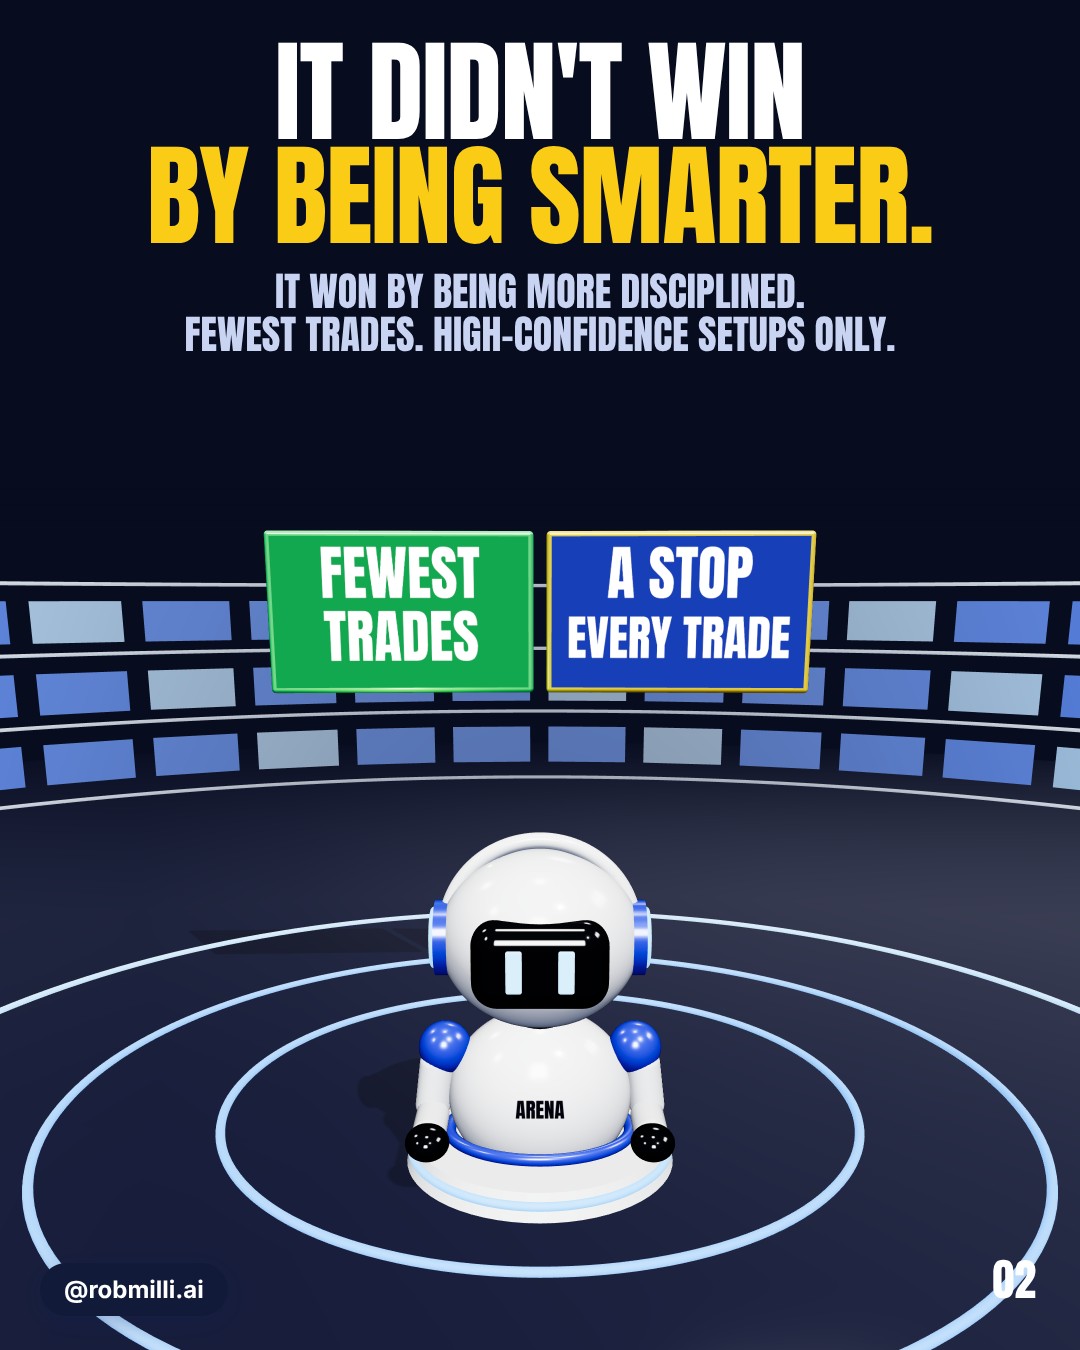 IT DIDN'T WIN
BY BEING SMARTER.
IT WON BY BEING MORE DISCIPLINED.
FEWEST TRADES. HIGH-CONFIDENCE SETUPS ONLY.
FEWEST
TRADES
A STOP
EVERY TRADE
ARENA
@robmilli.ai
02